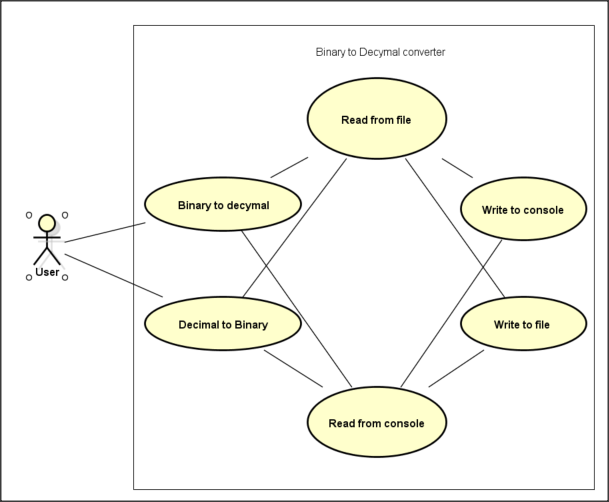 Binary to Decymal converter
Read from file
Binary to decymal
Write to console
User
Decimal to Binary
Write to file
Read from console